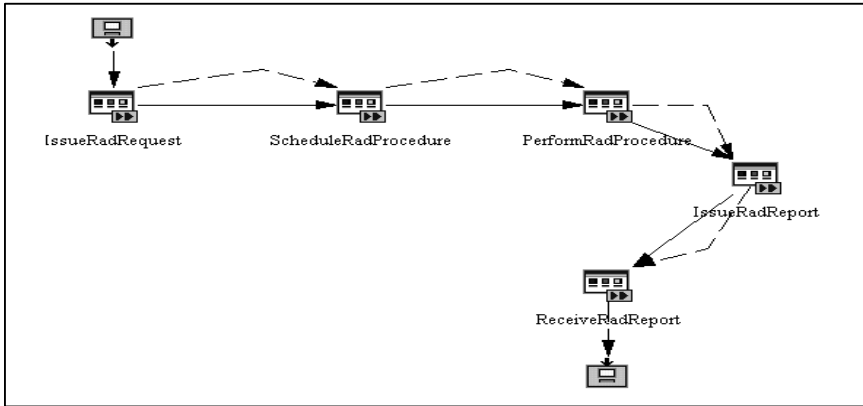 IssueRadRequest
ScheduleRadProcedure
PerformRadProcedure
IssueRadReport
ReceiveRadReport